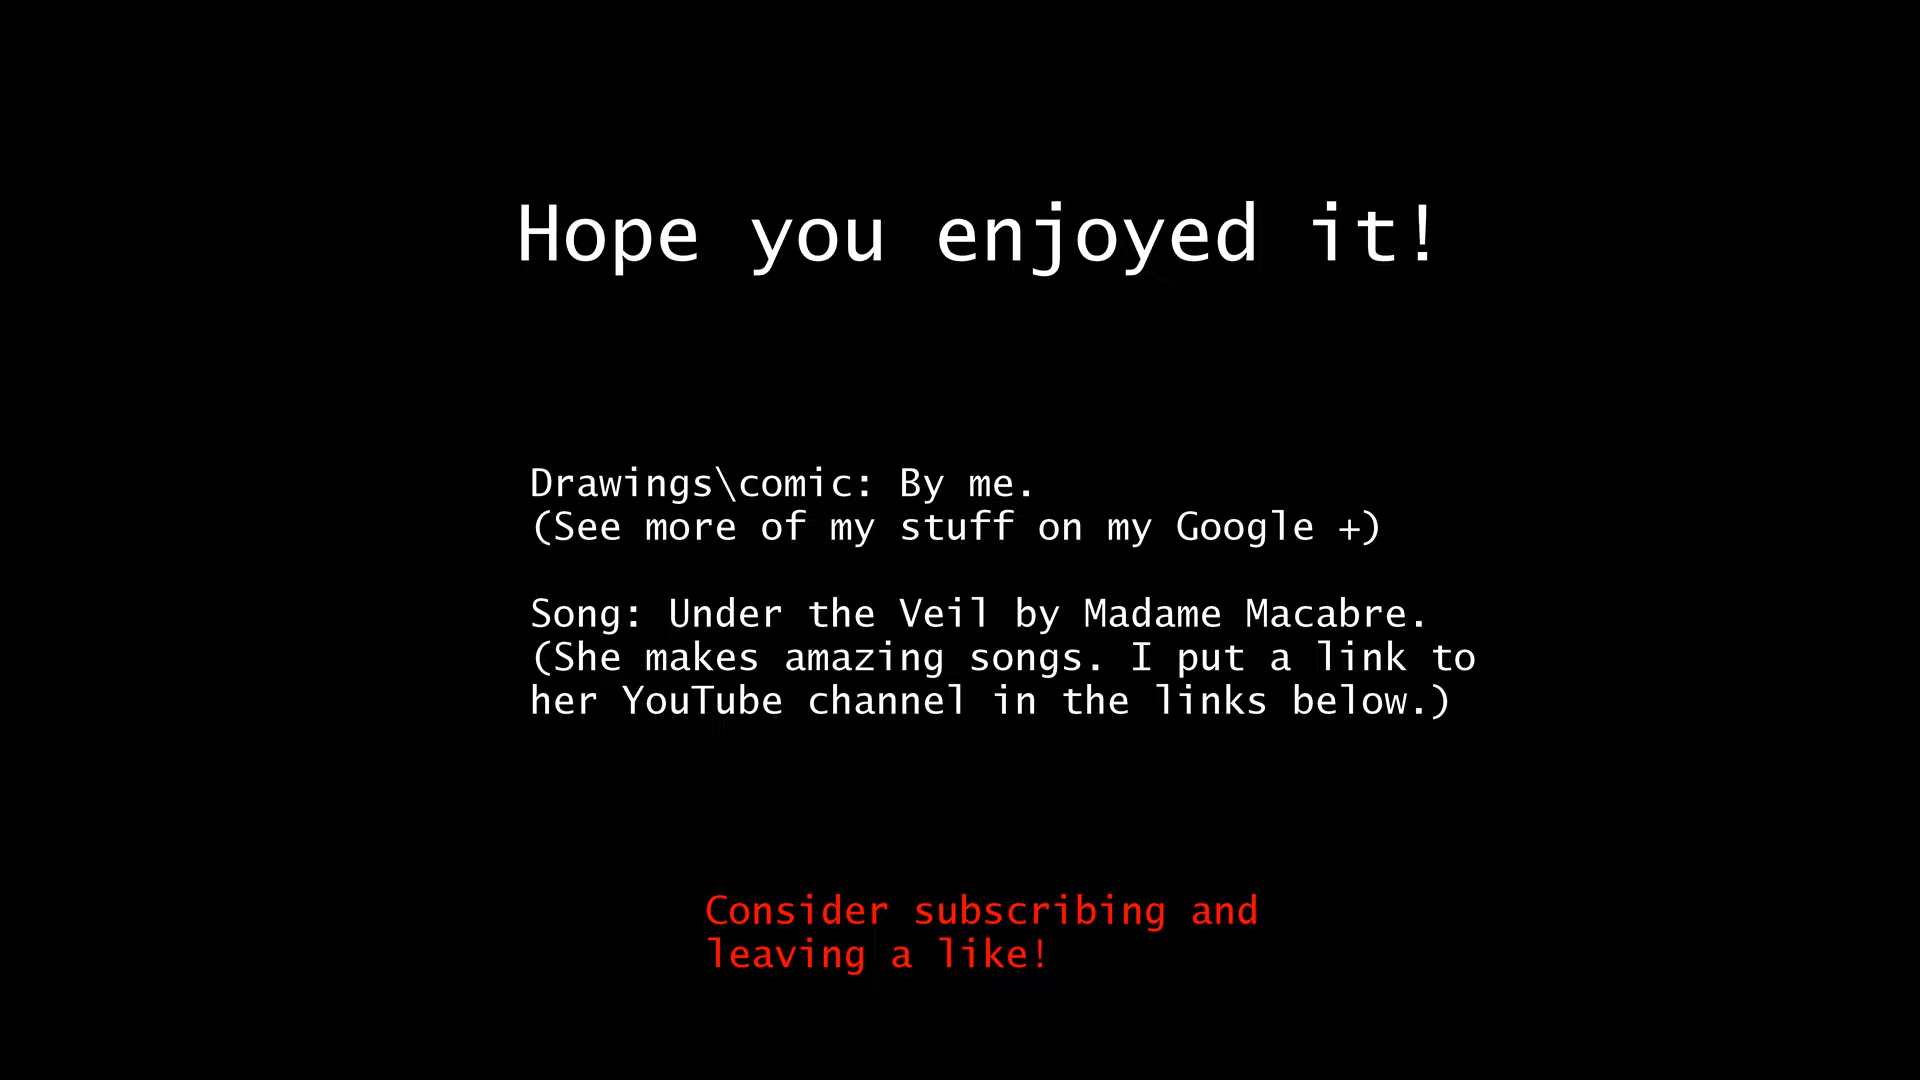 Hope you enjoyed it!
Drawings\comic: By me.
(See more of my stuff on my Google +)
Song: Under the Veil by Madame Macabre.
(She makes amazing songs. I put a link to
her YouTube channel in the links below.)
Consider subscribing and
leaving a like!